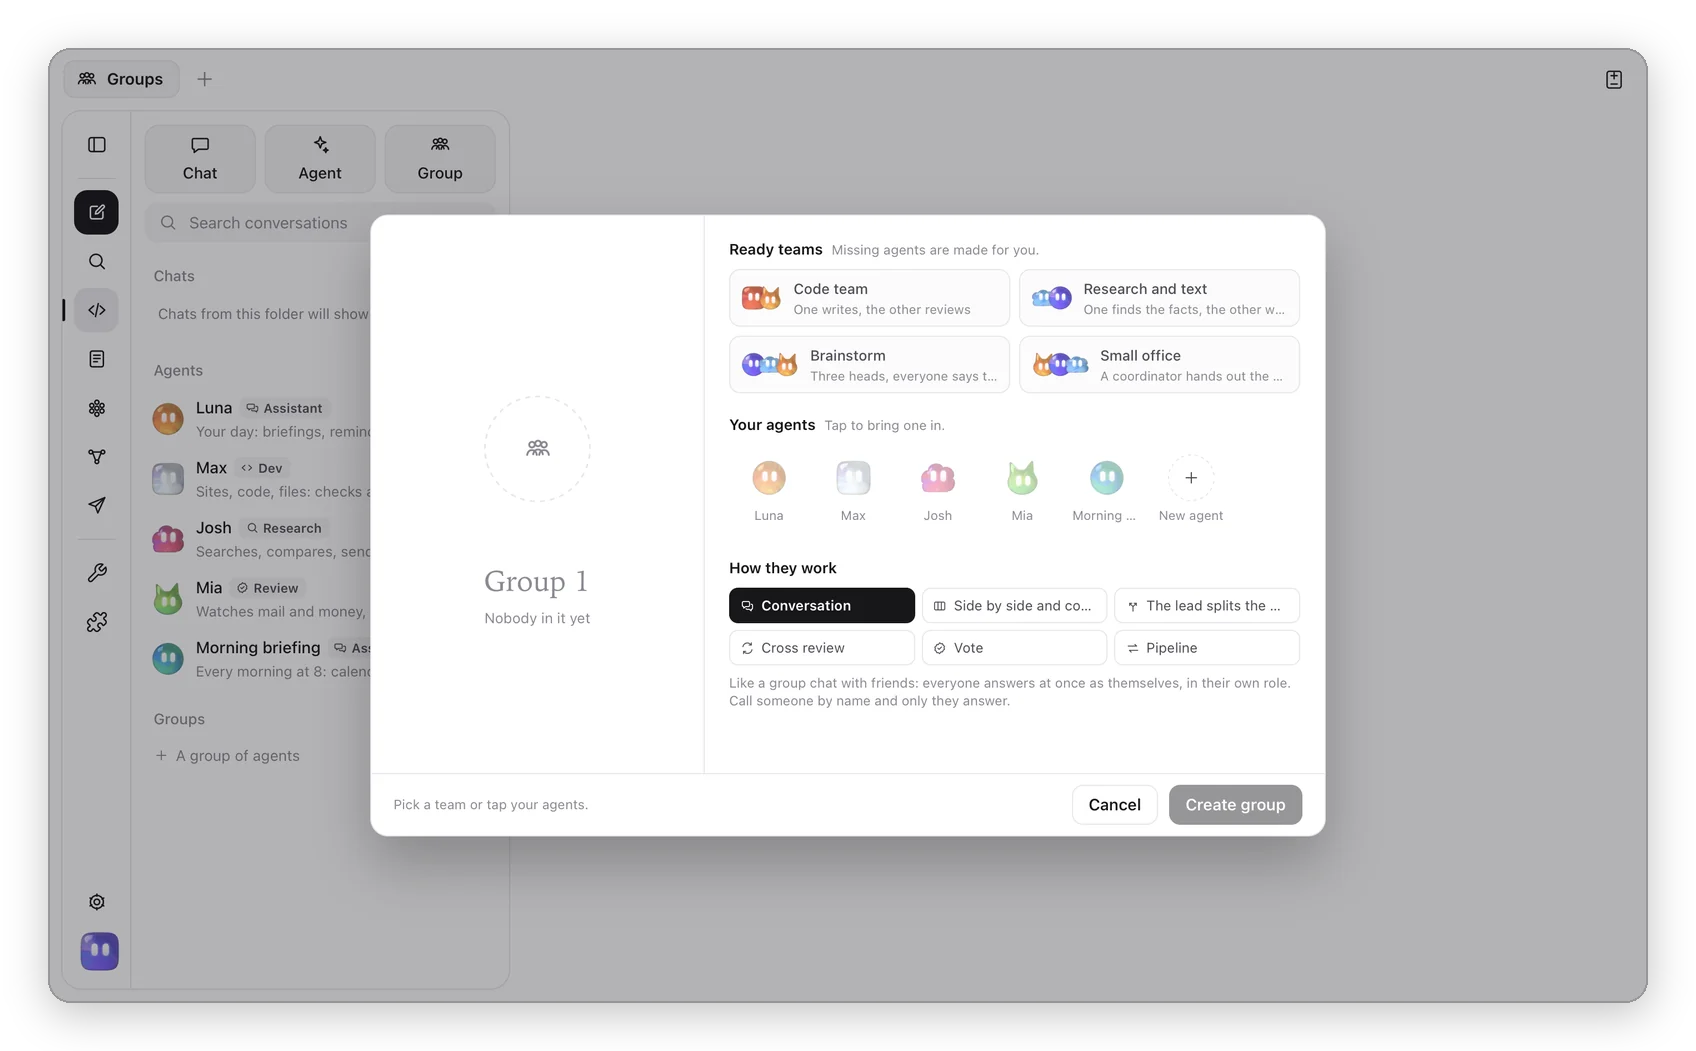 Groups
Chat
Agent
Group
Search conversations
Chats
Chats from this folder will show
Agents
Luna Assistant
Your day: briefings, remin
Max Dev
Sites, code, files: checks a
Josh Research
Searches, compares, senc
Mia Review
Watches mail and money,
Morning briefing Ass
Every morning at 8: calenc
Groups
+ A group of agents
Group 1
Nobody in it yet
Ready teams Missing agents are made for you.
Code team
One writes, the other reviews
Research and text
One finds the facts, the other w...
Brainstorm
Three heads, everyone says t...
Small office
A coordinator hands out the ...
Your agents Tap to bring one in.
Luna
Max
Josh
Mia
Morning ...
New agent
How they work
Conversation
Side by side and co...
The lead splits the ...
Cross review
Vote
Pipeline
Like a group chat with friends: everyone answers at once as themselves, in their own role.
Call someone by name and only they answer.
Pick a team or tap your agents.
Cancel
Create group